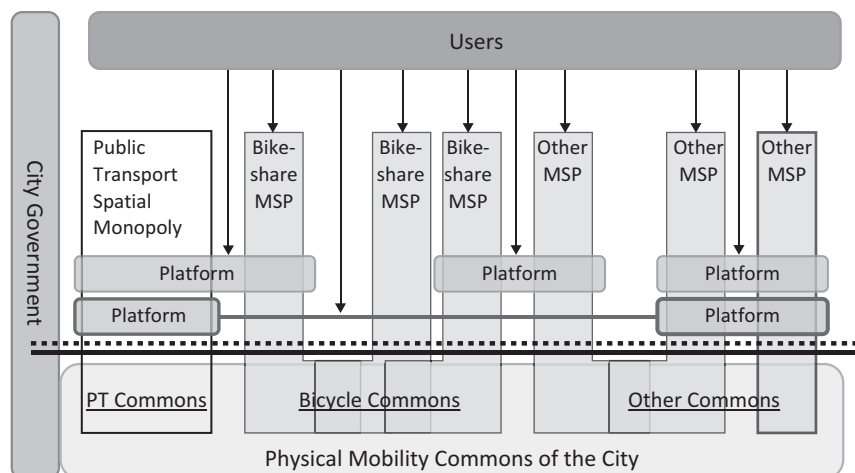 Users
City Government
Public
Transport
Spatial
Monopoly
Bike-
share
MSP
Bike-
share
MSP
Bike-
share
MSP
Other
MSP
Other
MSP
Other
MSP
Platform
Platform
Platform
Platform
Platform
PT Commons
Bicycle Commons
Other Commons
Physical Mobility Commons of the City